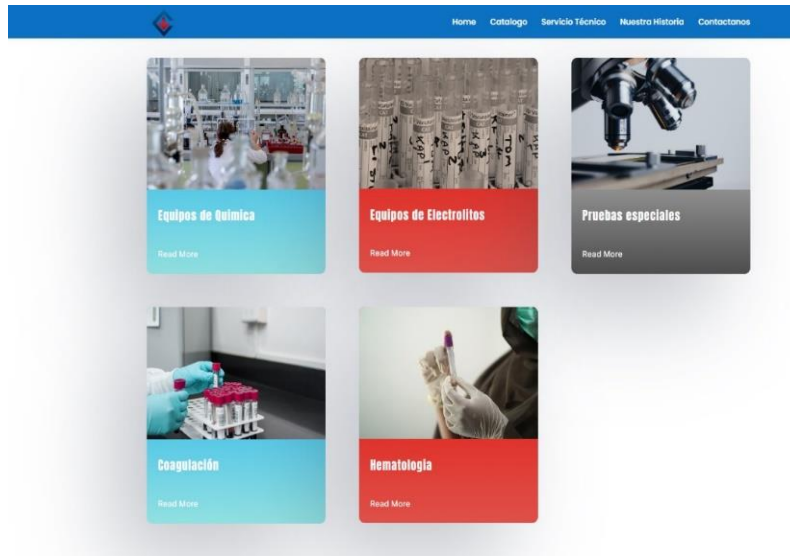 Home Catalogo Servicio Técnico Nuestra Historia Contactanos
Equipos de Quimica
Read More
Equipos de Electrolitos
Read More
Pruebas especiales
Read More
Coagulación
Read More
Hematologia
Read More